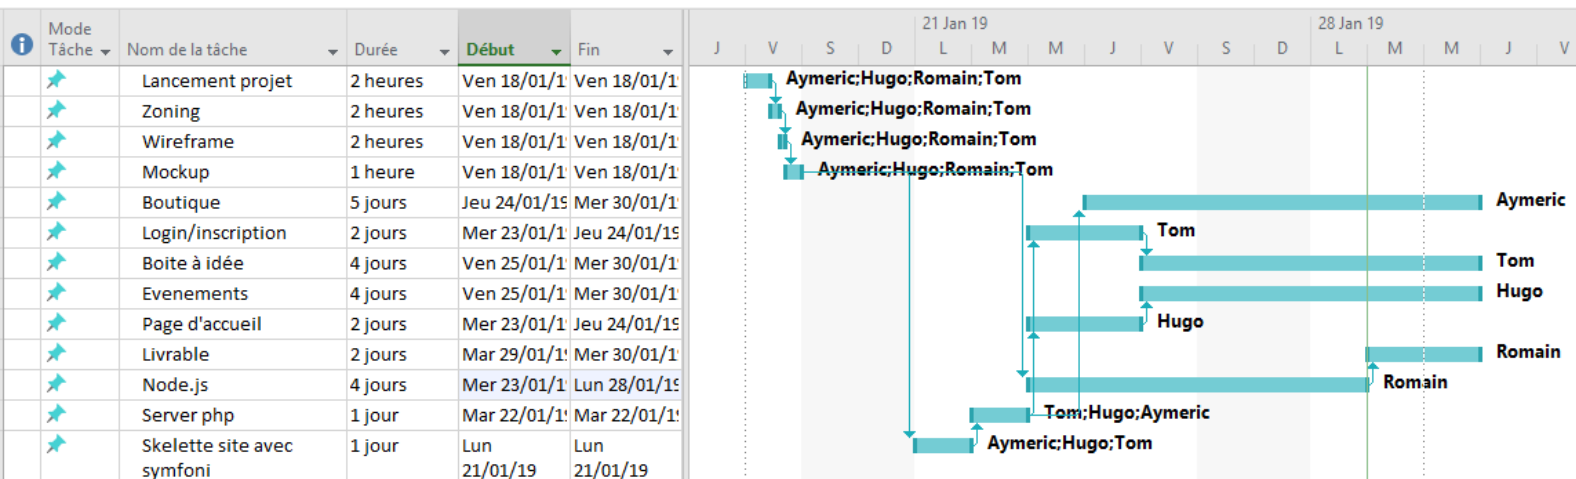 21 Jan 19 28 Jan 19
Mode Tâche Nom de la tâche Durée Début Fin J V S D L M M J V S D L M M J V
Lancement projet 2 heures Ven 18/01/1 Ven 18/01/1 Aymeric;Hugo;Romain;Tom
Zoning 2 heures Ven 18/01/1 Ven 18/01/1 Aymeric;Hugo;Romain;Tom
Wireframe 2 heures Ven 18/01/1 Ven 18/01/1 Aymeric;Hugo;Romain;Tom
Mockup 1 heure Ven 18/01/1 Ven 18/01/1 Aymeric;Hugo;Romain;Tom
Boutique 5 jours Jeu 24/01/19 Mer 30/01/1 Aymeric
Login/inscription 2 jours Mer 23/01/1 Jeu 24/01/19 Tom
Boite à idée 4 jours Ven 25/01/1 Mer 30/01/1 Tom
Evenements 4 jours Ven 25/01/1 Mer 30/01/1 Hugo
Page d'accueil 2 jours Mer 23/01/1 Jeu 24/01/19 Hugo
Livrable 2 jours Mar 29/01/19 Mer 30/01/1 Romain
Node.js 4 jours Mer 23/01/1 Lun 28/01/19 Romain
Server php 1 jour Mar 22/01/19 Mar 22/01/19 Tom;Hugo;Aymeric
Skelette site avec 1 jour Lun Lun Aymeric;Hugo;Tom
symfoni 21/01/19 21/01/19